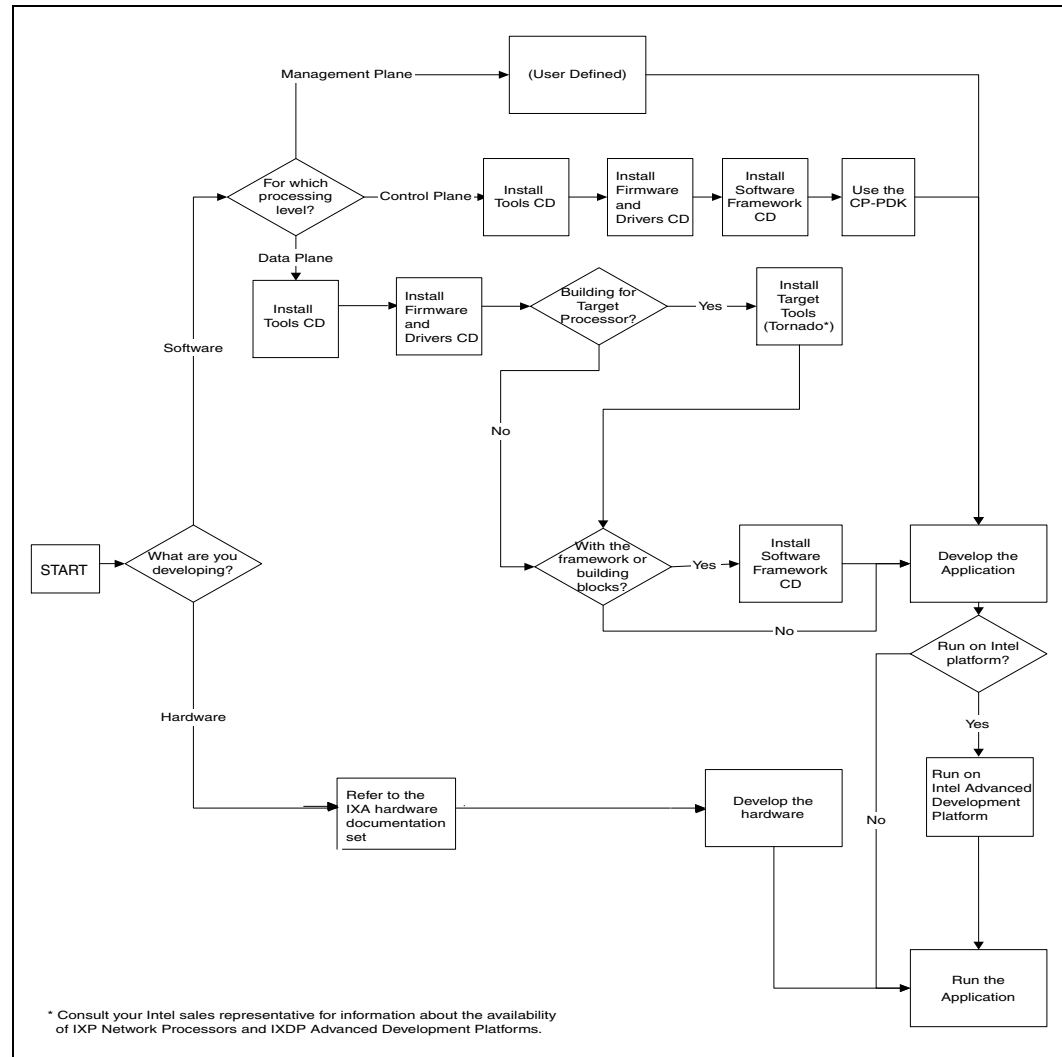 Management Plane
(User Defined)
For which
processing
level?
Control Plane
Install
Tools CD
Install
Firmware
and
Drivers CD
Install
Software
Framework
CD
Use the
CP-PDK
Data Plane
Install
Tools CD
Install
Firmware
and
Drivers CD
Building for
Target
Processor?
Yes
Install
Target
Tools
(Tornado*)
Software
No
START
What are you
developing?
With the
framework or
building
blocks?
Yes
Install
Software
Framework
CD
Develop the
Application
No
Run on Intel
platform?
Hardware
Yes
Refer to the
IXA hardware
documentation
set
Develop the
hardware
No
Run on
Intel Advanced
Development
Platform
Run the
Application
* Consult your Intel sales representative for information about the availability
of IXP Network Processors and IXDP Advanced Development Platforms.